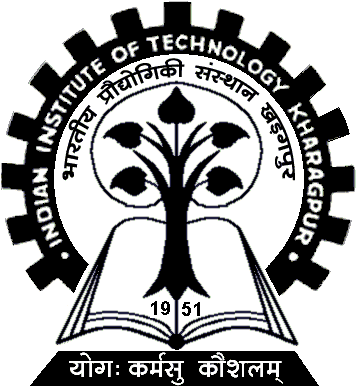 · INDIAN INSTITUTE OF TECHNOLOGY KHARAGPUR ·
भारतीय प्रौद्योगिकी संस्थान खड़गपुर
19 51
योगः कर्मसु कौशलम्